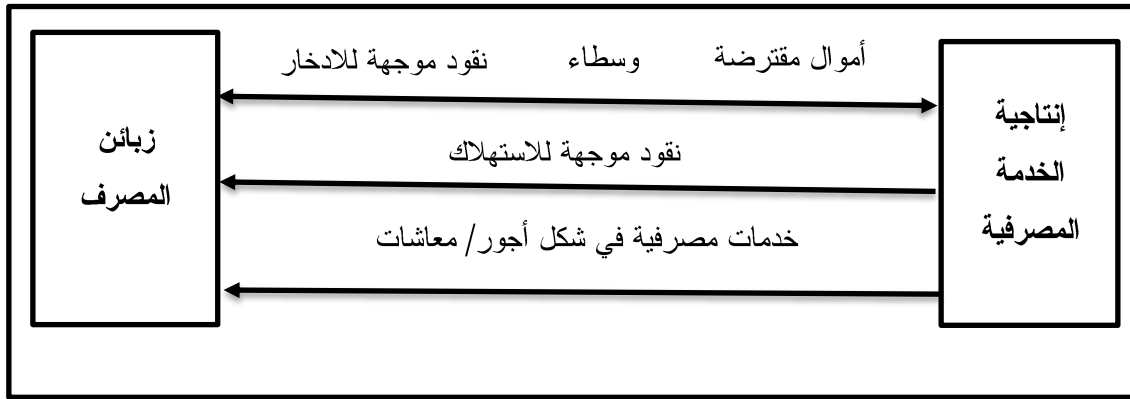 إنتاجية
الخدمة
المصرفية
أموال مقترضة وسطاء نقود موجهة للادخار
نقود موجهة للاستهلاك
خدمات مصرفية في شكل أجور/ معاشات
زبائن
المصرف